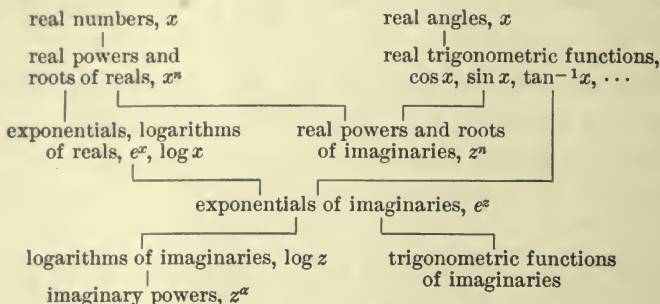 real numbers, x
real angles, x
real powers and
roots of reals, xⁿ
real trigonometric functions,
cos x, sin x, tan⁻¹x, ⋯
exponentials, logarithms
of reals, eˣ, log x
real powers and roots
of imaginaries, zⁿ
exponentials of imaginaries, eᶻ
logarithms of imaginaries, log z
trigonometric functions
of imaginaries
imaginary powers, zᵅ